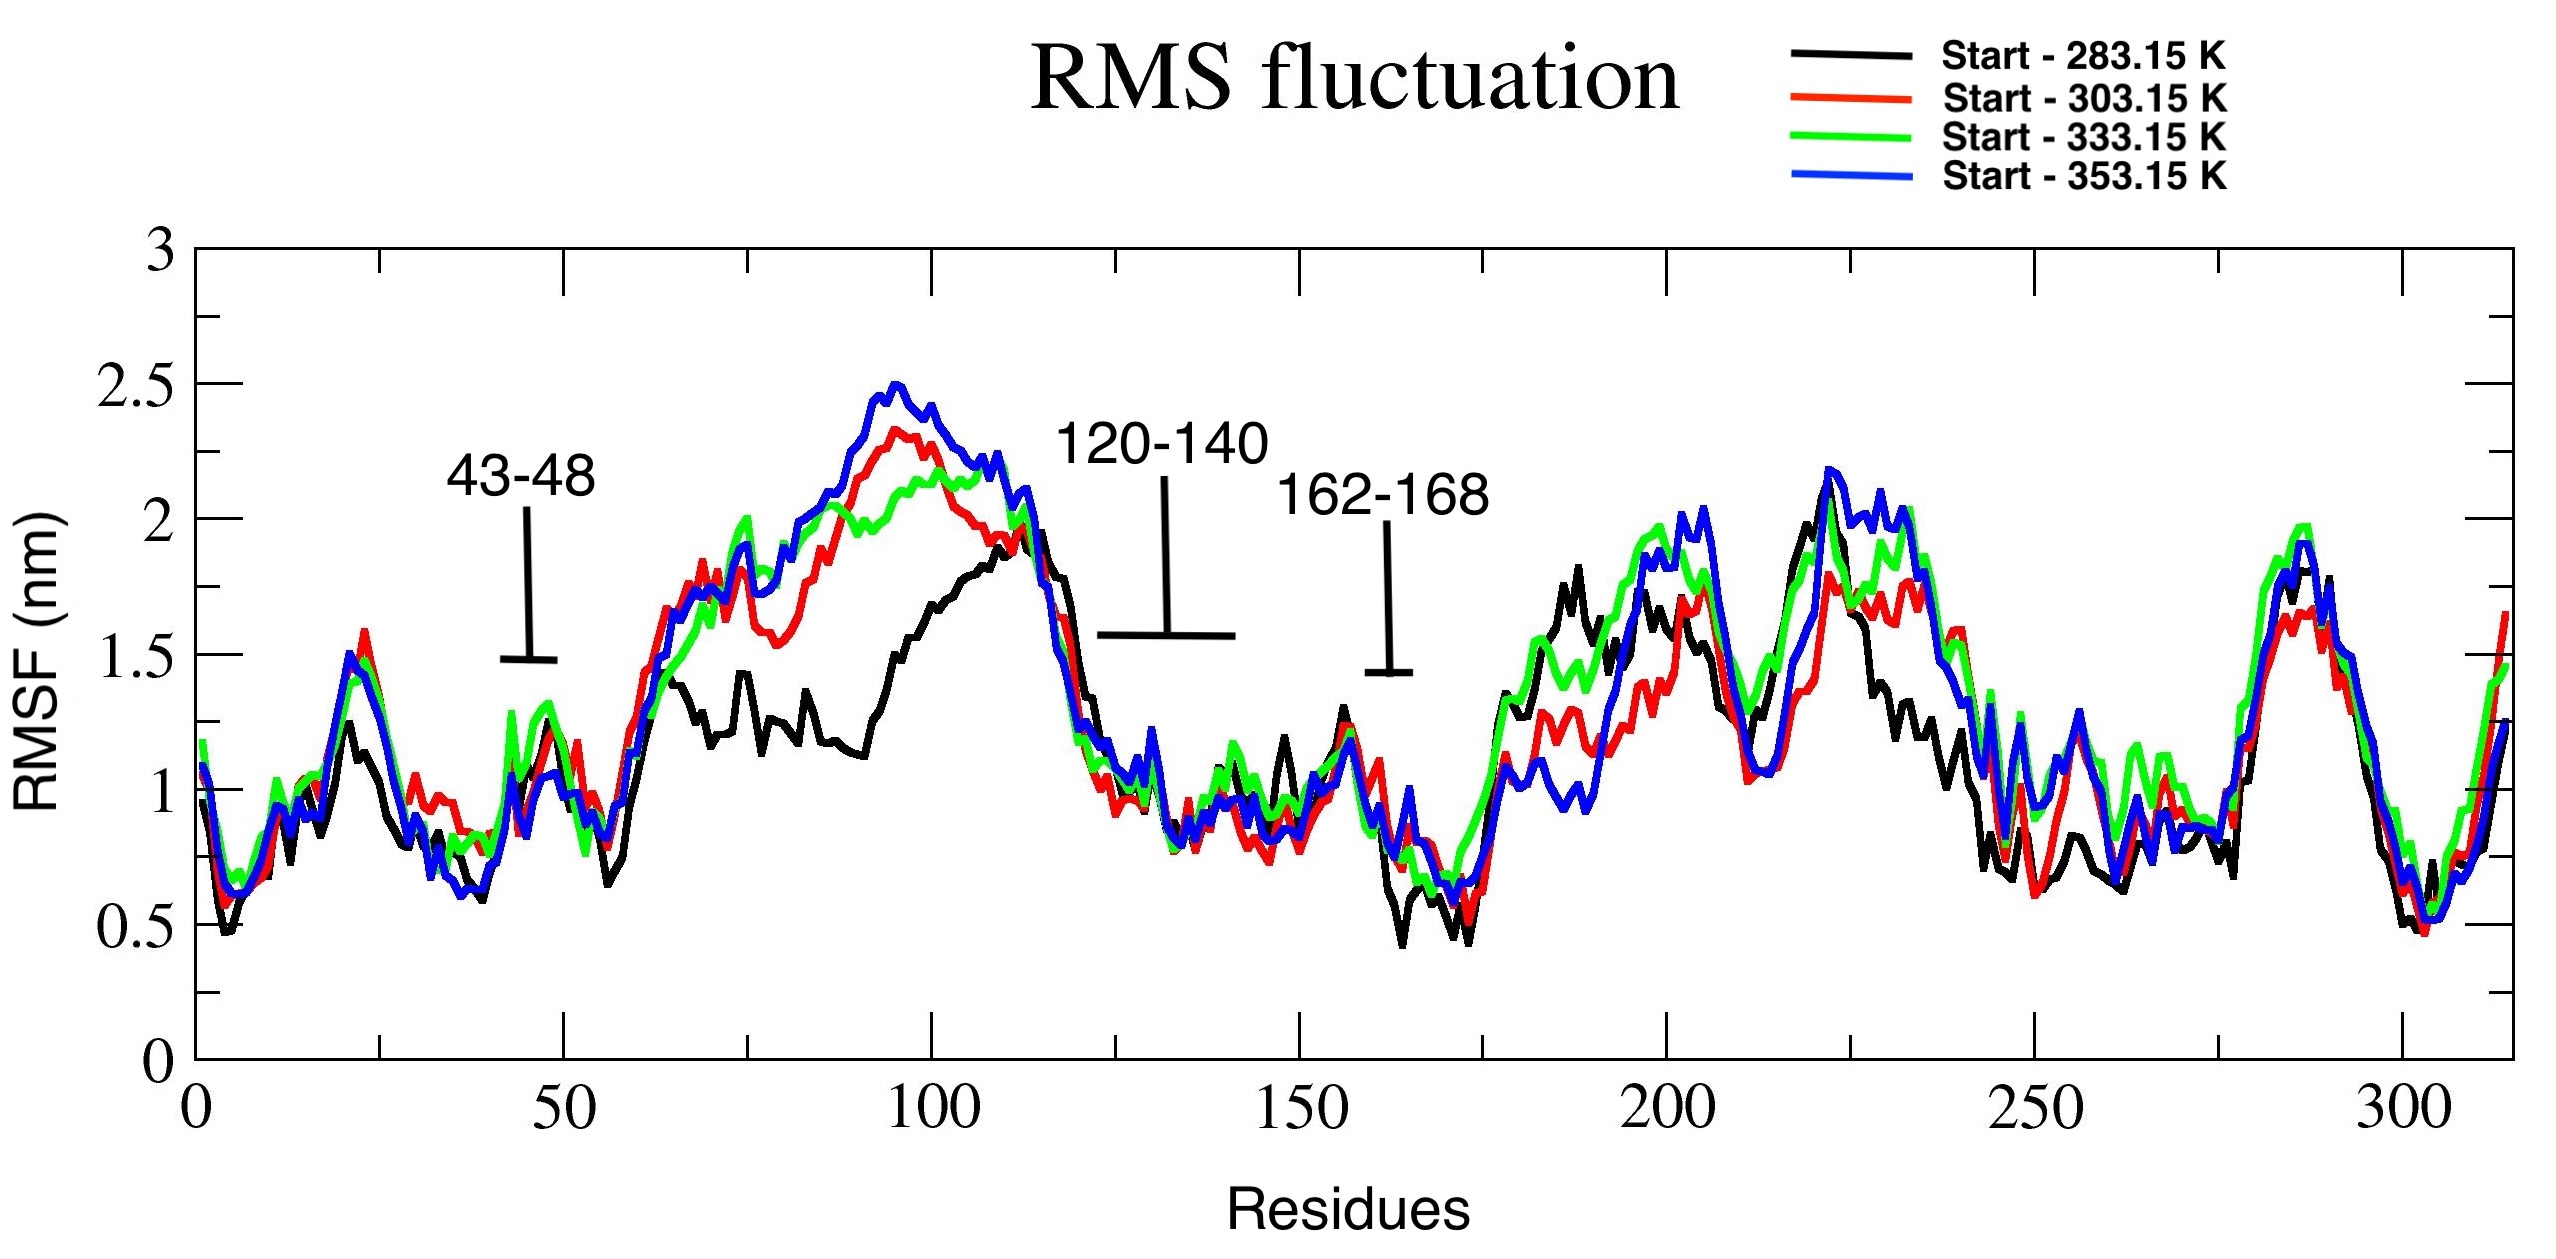 RMS fluctuation
Start - 283.15 K
Start - 303.15 K
Start - 333.15 K
Start - 353.15 K
3
2.5
2
1.5
1
0.5
0
RMSF (nm)
43-48
120-140
162-168
0 50 100 150 200 250 300
Residues